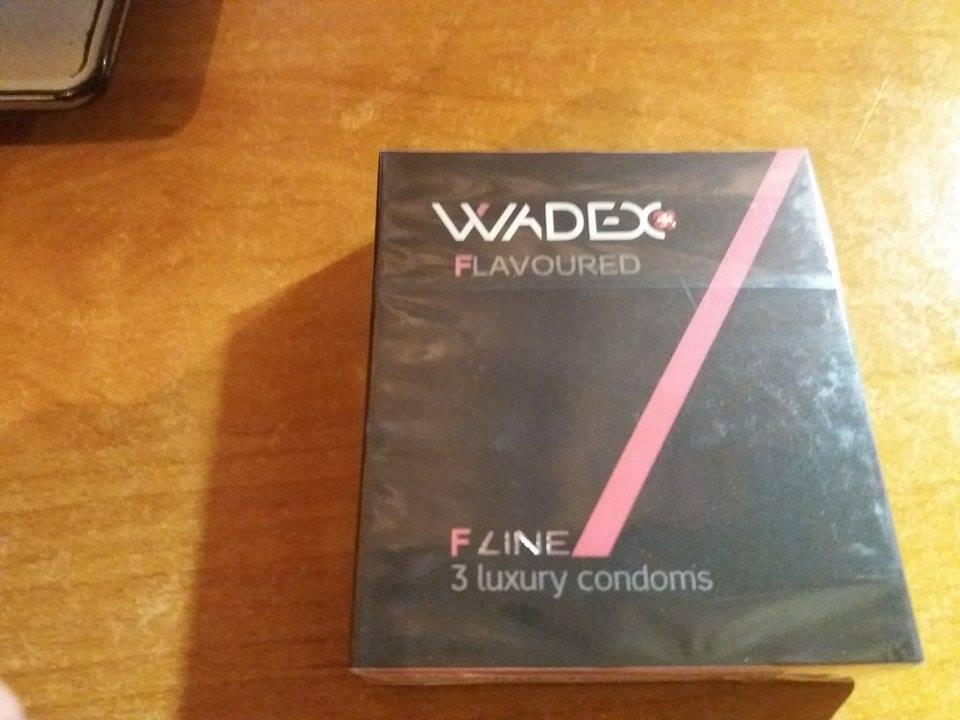 WADEX
FLAVOURED
F LINE
3 luxury condoms